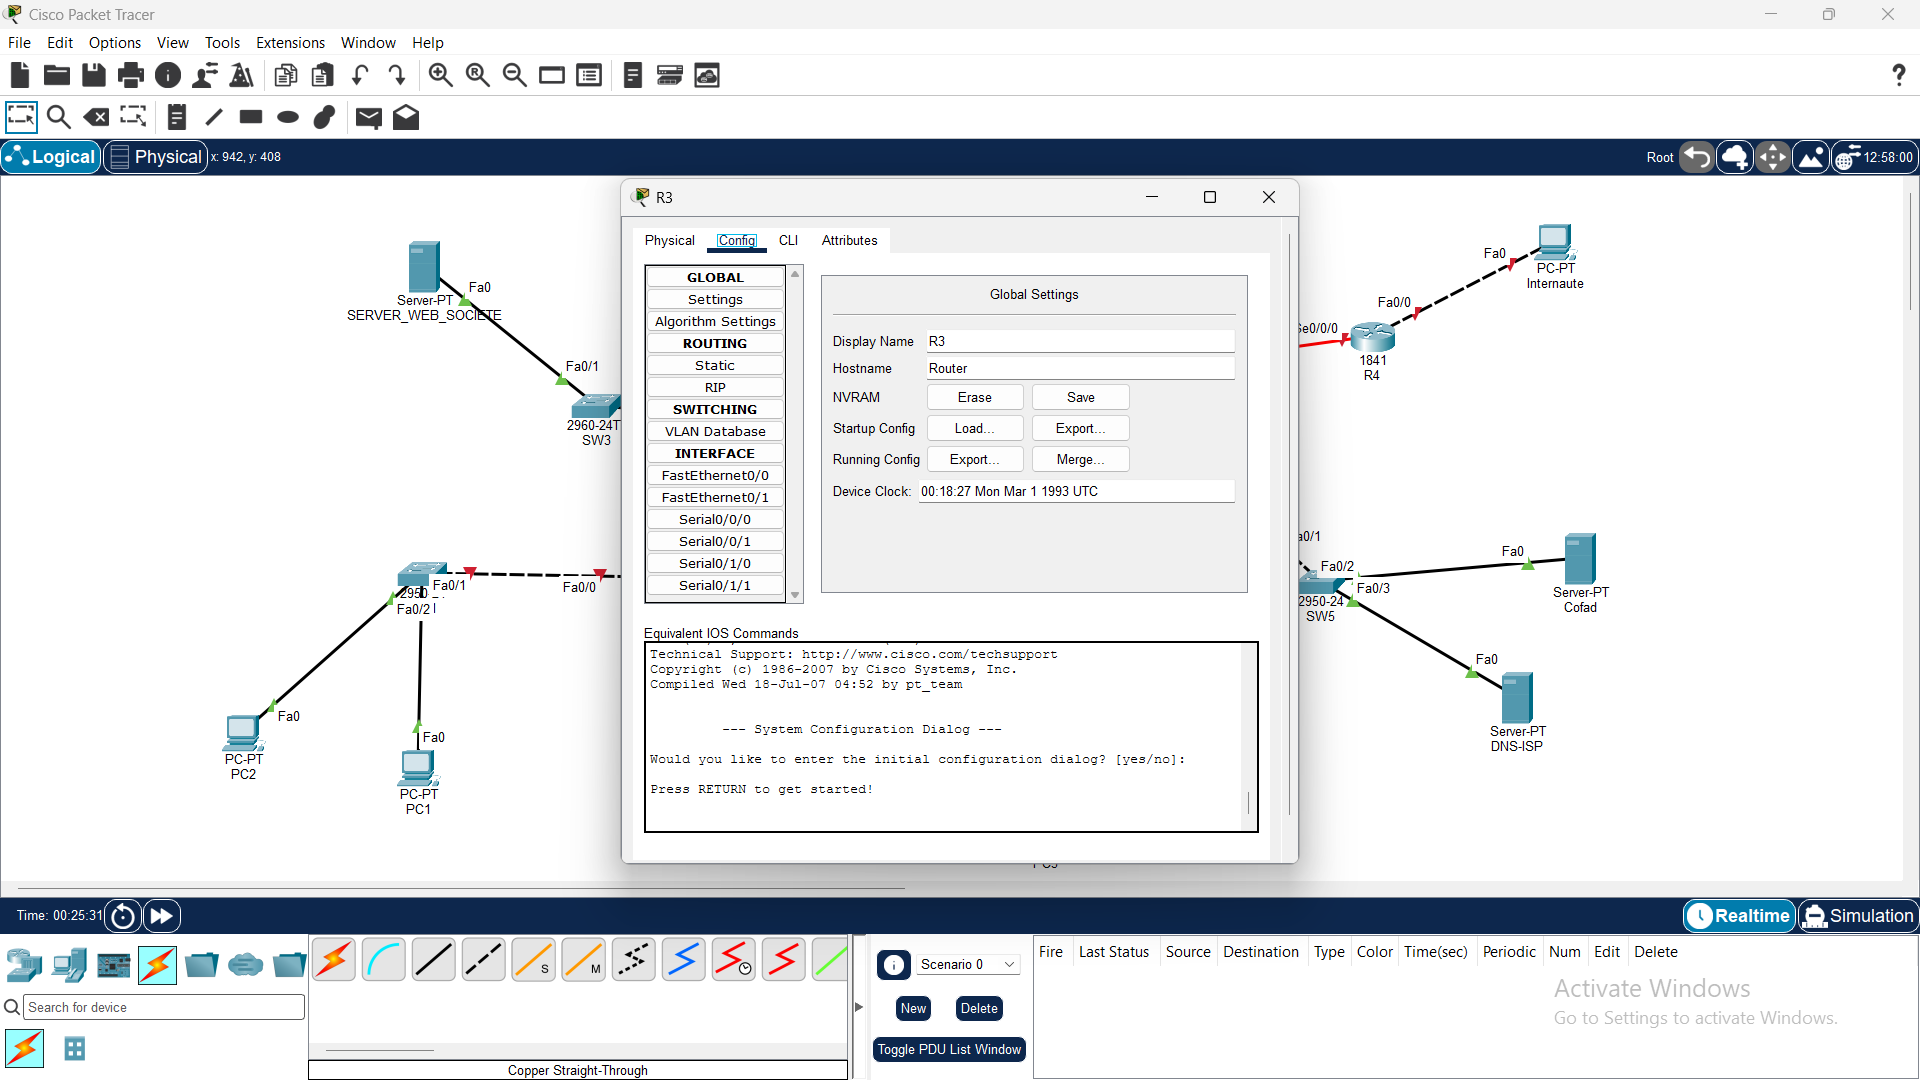 Cisco Packet Tracer
File Edit Options View Tools Extensions Window Help
Logical Physical x: 942, y: 408 Root 12:58:00
R3
Physical Config CLI Attributes
GLOBAL
Settings
Algorithm Settings
ROUTING
Static
RIP
SWITCHING
VLAN Database
INTERFACE
FastEthernet0/0
FastEthernet0/1
Serial0/0/0
Serial0/0/1
Serial0/1/0
Serial0/1/1
Global Settings
Display Name R3
Hostname Router
NVRAM Erase Save
Startup Config Load... Export...
Running Config Export... Merge...
Device Clock: 00:18:27 Mon Mar 1 1993 UTC
Equivalent IOS Commands
Technical Support: http://www.cisco.com/techsupport
Copyright (c) 1986-2007 by Cisco Systems, Inc.
Compiled Wed 18-Jul-07 04:52 by pt_team
--- System Configuration Dialog ---
Would you like to enter the initial configuration dialog? [yes/no]:
Press RETURN to get started!
Fa0
Server-PT
SERVER_WEB_SOCIETE
Fa0/1
2960-24T
SW3
Fa0/1
Fa0/0
Fa0/2
Fa0
PC-PT
PC2
Fa0
PC-PT
PC1
Fa0
PC-PT
Internaute
Fa0/0
Se0/0/0
1841
R4
a0/1
Fa0/2
Fa0/3
2950-24
SW5
Fa0
Server-PT
Cofad
Fa0
Server-PT
DNS-ISP
Time: 00:25:31 Realtime Simulation
Search for device
S
M
Copper Straight-Through
Scenario 0
New Delete
Toggle PDU List Window
Fire Last Status Source Destination Type Color Time(sec) Periodic Num Edit Delete
Activate Windows
Go to Settings to activate Windows.